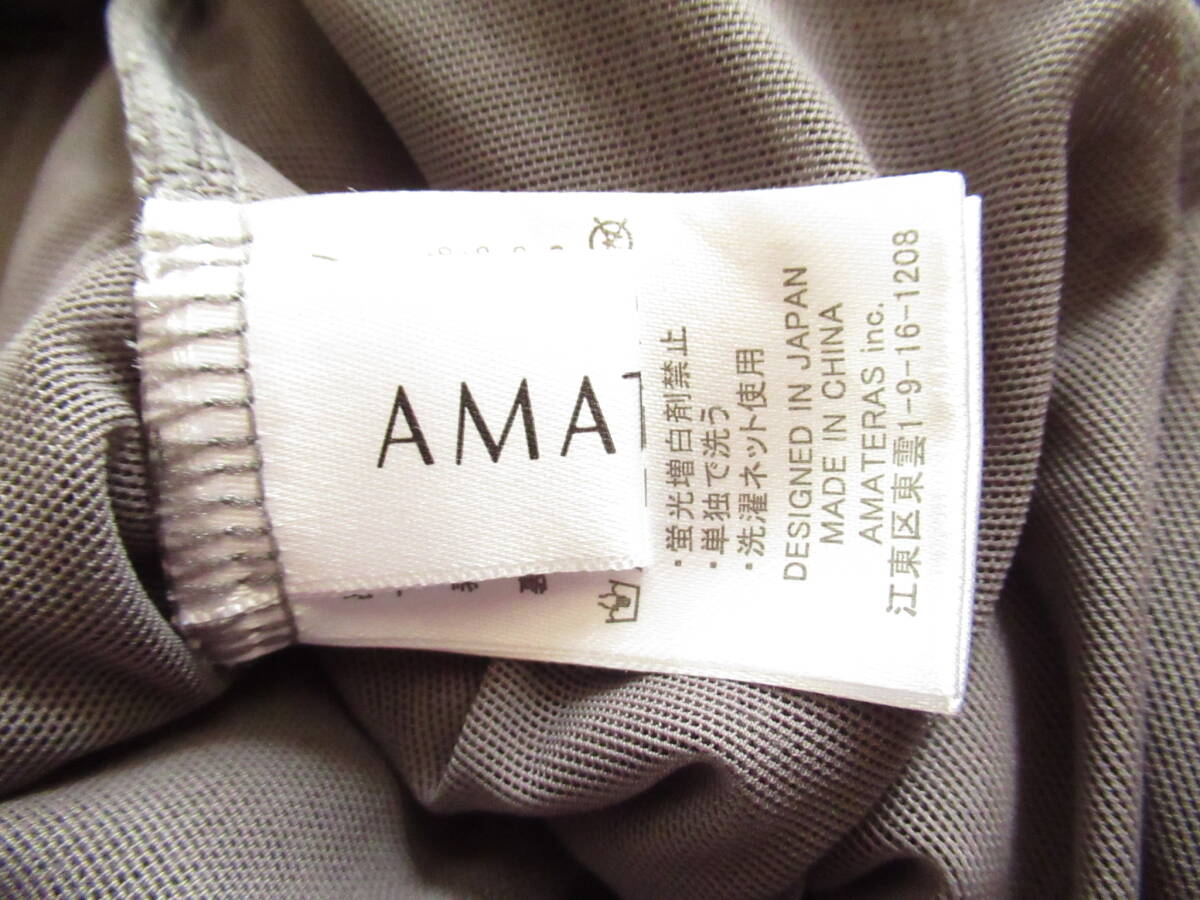 AMA
・蛍光増白剤禁止
・単独で洗う
・洗濯ネット使用
DESIGNED IN JAPAN
MADE IN CHINA
AMATERAS inc.
江東区東雲1-9-16-1208